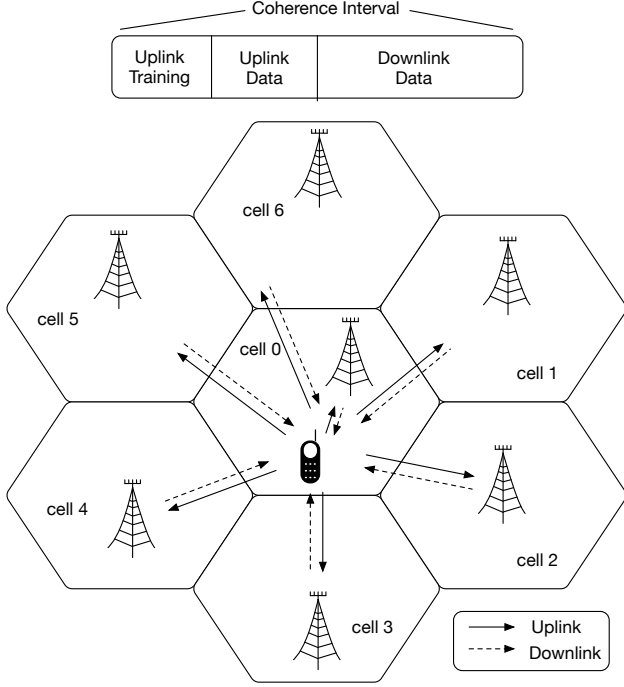 Coherence Interval
Uplink
Training
Uplink
Data
Downlink
Data
cell 6
cell 5
cell 0
cell 1
cell 4
cell 2
cell 3
Uplink
Downlink